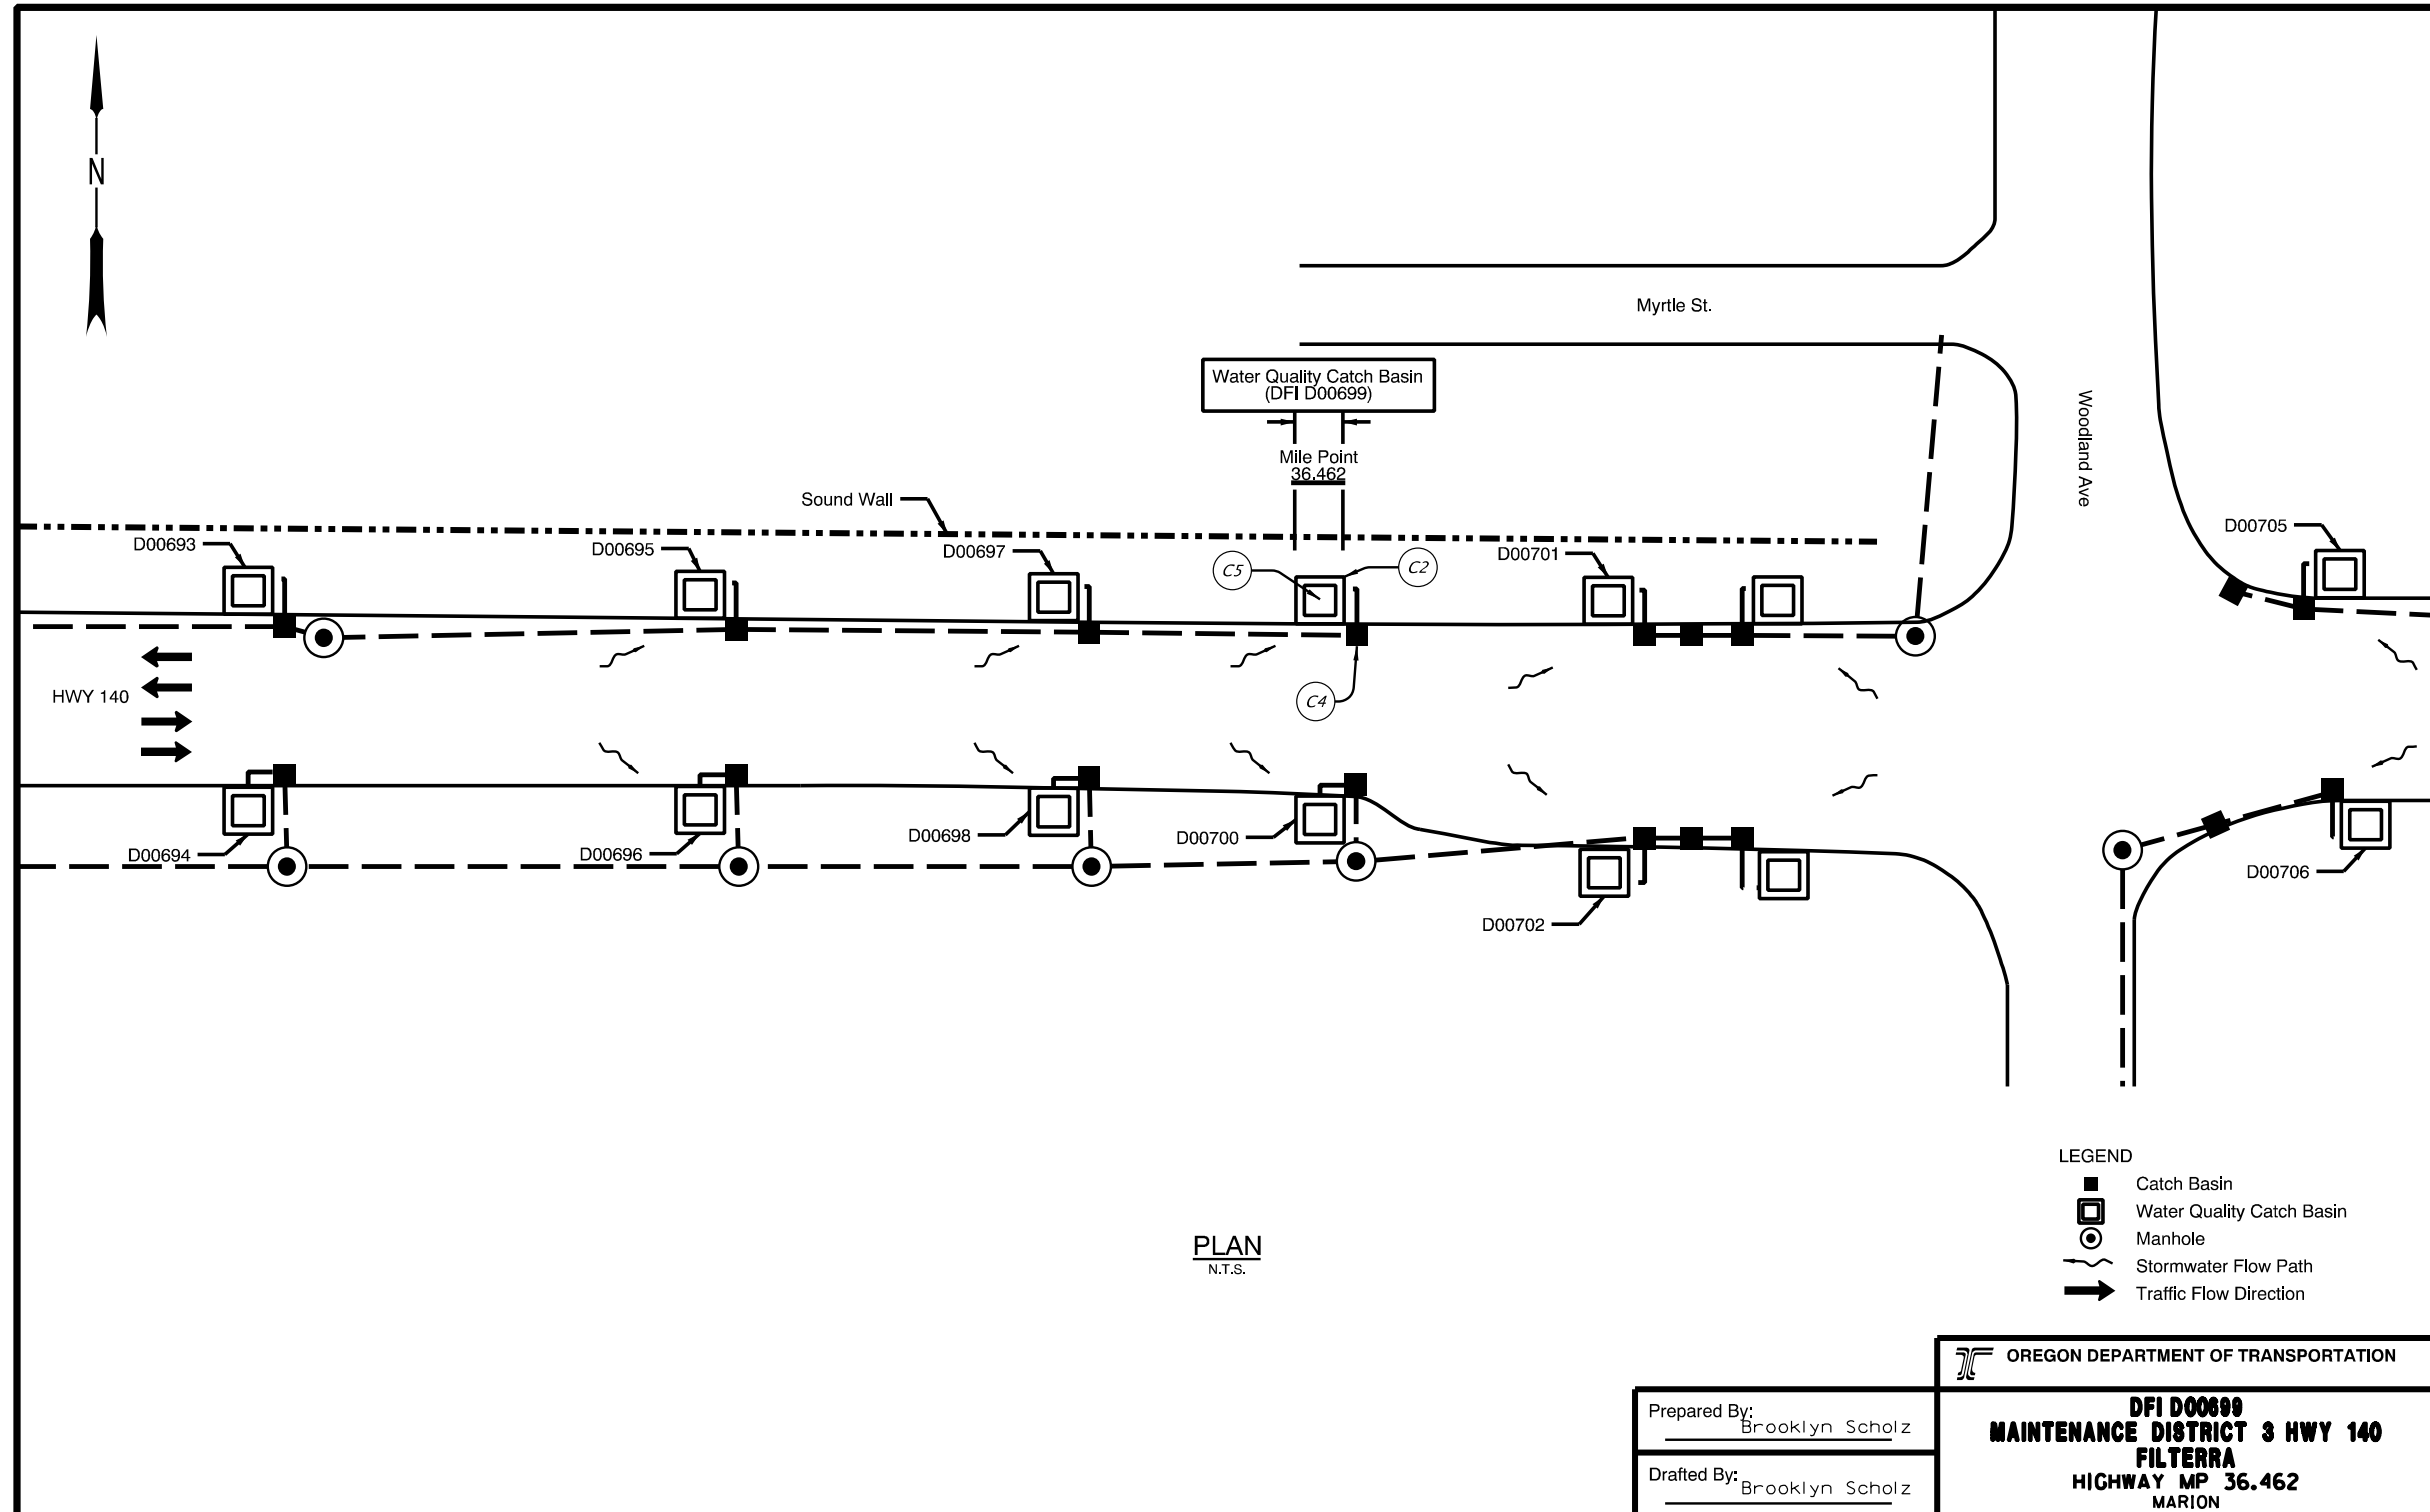 N
Myrtle St.
Water Quality Catch Basin
(DFI D00699)
Woodland Ave
Mile Point
36.462
Sound Wall
D00693
D00695
D00697
C5
C2
D00701
D00705
HWY 140
C4
D00694
D00696
D00698
D00700
D00702
D00706
LEGEND
Catch Basin
Water Quality Catch Basin
Manhole
Stormwater Flow Path
Traffic Flow Direction
PLAN
N.T.S.
OREGON DEPARTMENT OF TRANSPORTATION
Prepared By:
Brooklyn Scholz
Drafted By:
Brooklyn Scholz
DFI D00699
MAINTENANCE DISTRICT 3 HWY 140
FILTERRA
HIGHWAY MP 36.462
MARION